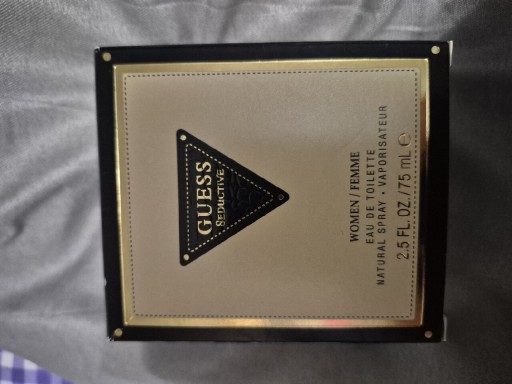 GUESS
SEDUCTIVE
WOMEN / FEMME
EAU DE TOILETTE
NATURAL SPRAY • VAPORISATEUR
2.5 FL. OZ./75 mL ℮